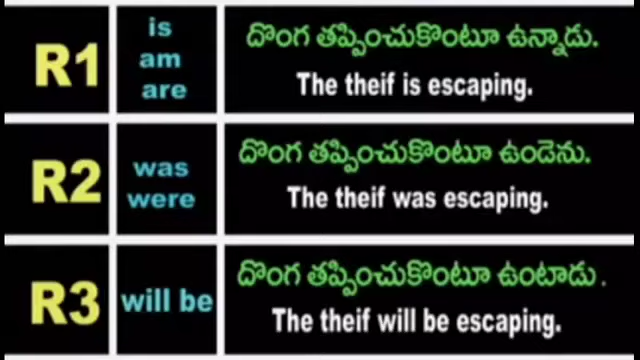 R1
is
am
are
దొంగ తప్పించుకొంటూ ఉన్నాడు.
The theif is escaping.
R2
was
were
దొంగ తప్పించుకొంటూ ఉండెను.
The theif was escaping.
R3
will be
దొంగ తప్పించుకొంటూ ఉంటాడు.
The theif will be escaping.